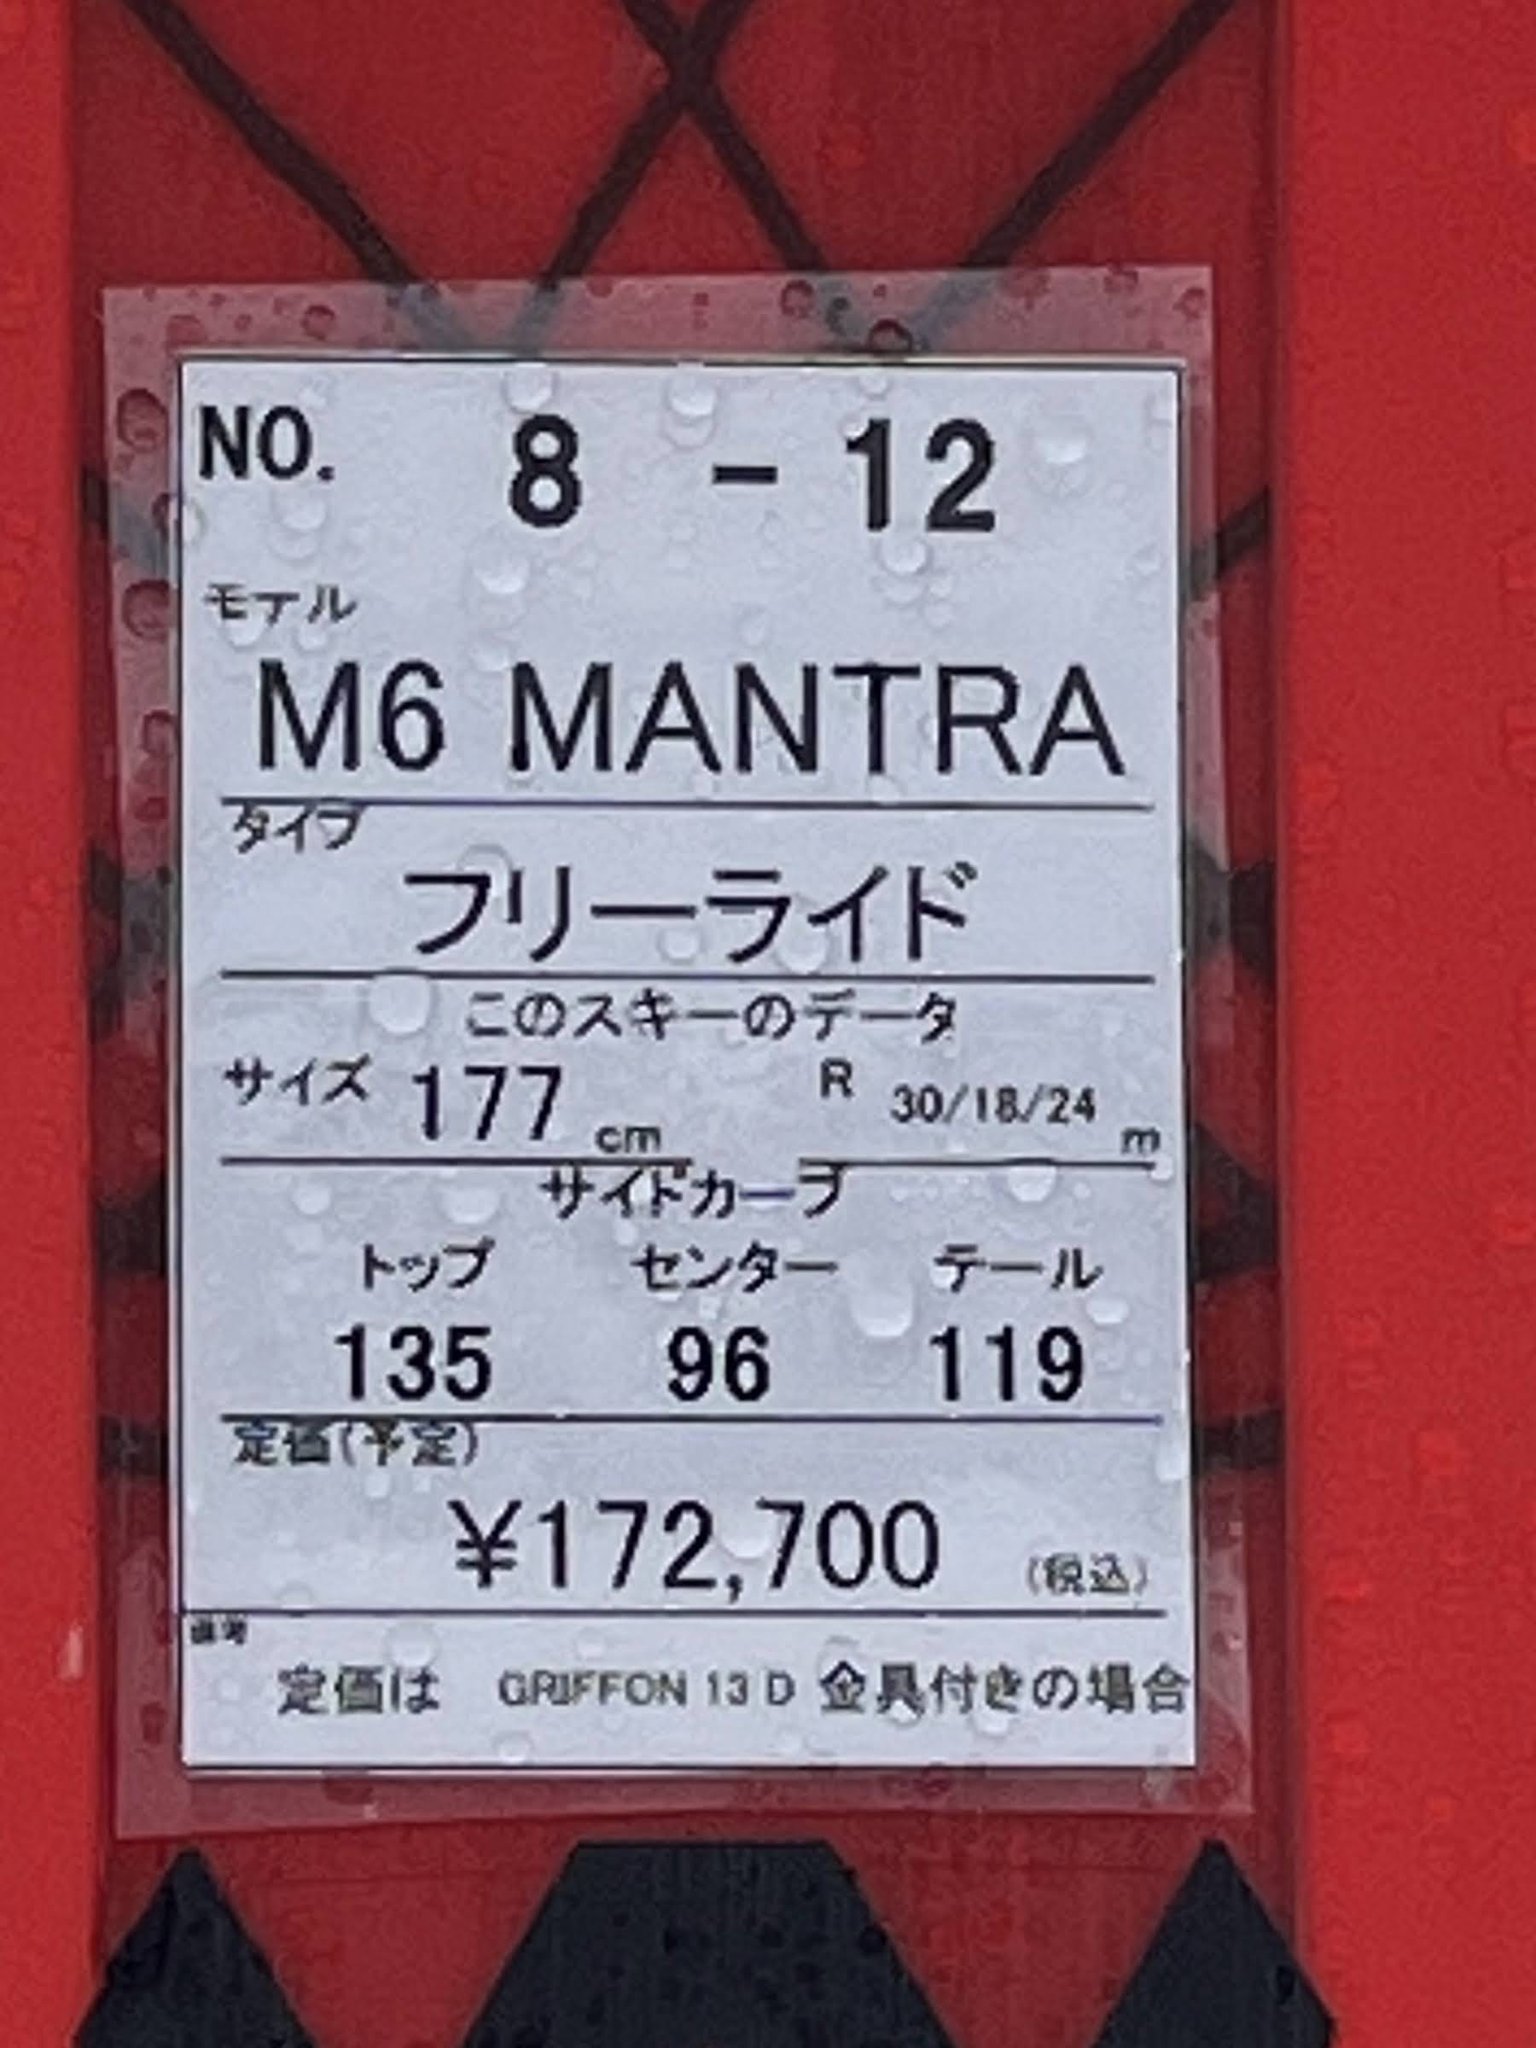 NO. 8 - 12
モデル
M6 MANTRA
タイプ
フリーライド
このスキーのデータ
サイズ 177 cm R 30/18/24 m
サイドカーブ
トップ センター テール
135 96 119
定価(予定)
¥172,700 (税込)
備考
定価は GRIFFON 13 D 金具付きの場合